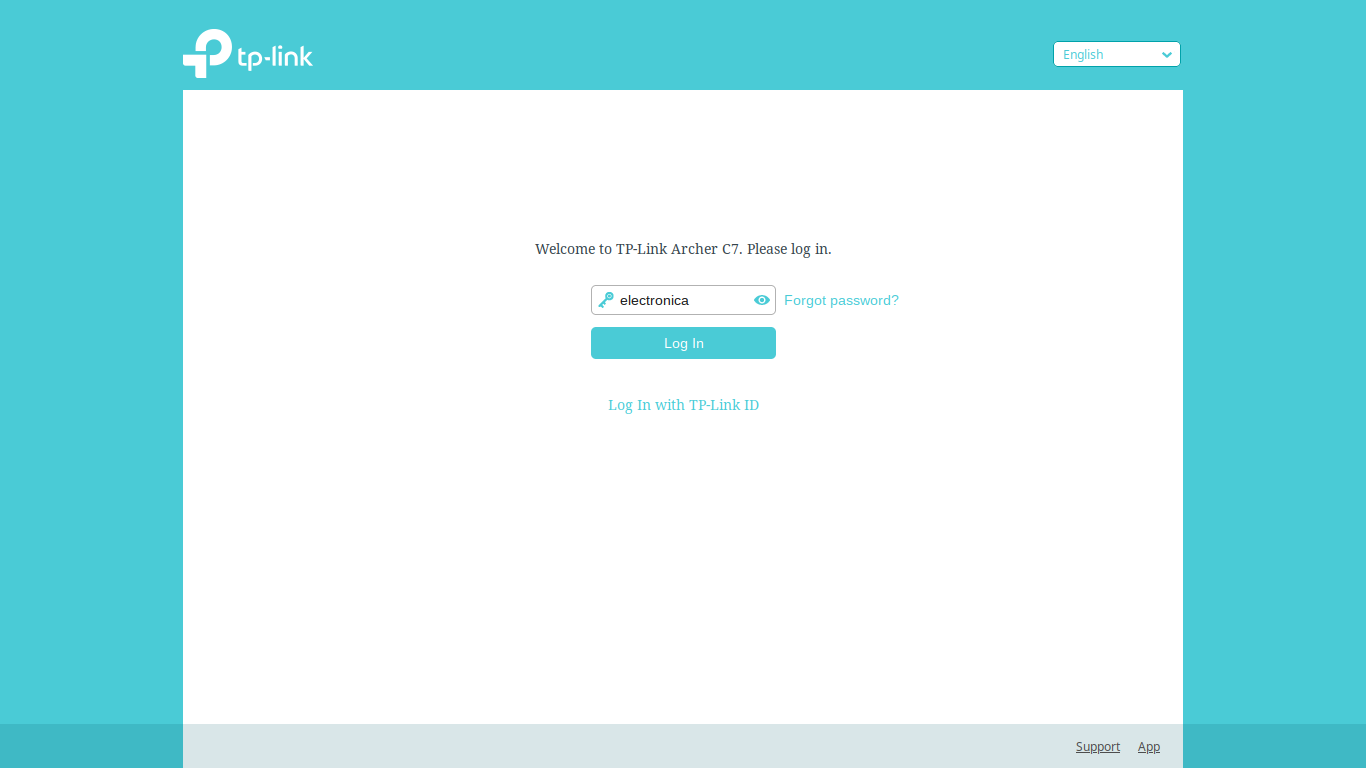 tp-link
English
Welcome to TP-Link Archer C7. Please log in.
electronica
Forgot password?
Log In
Log In with TP-Link ID
Support App